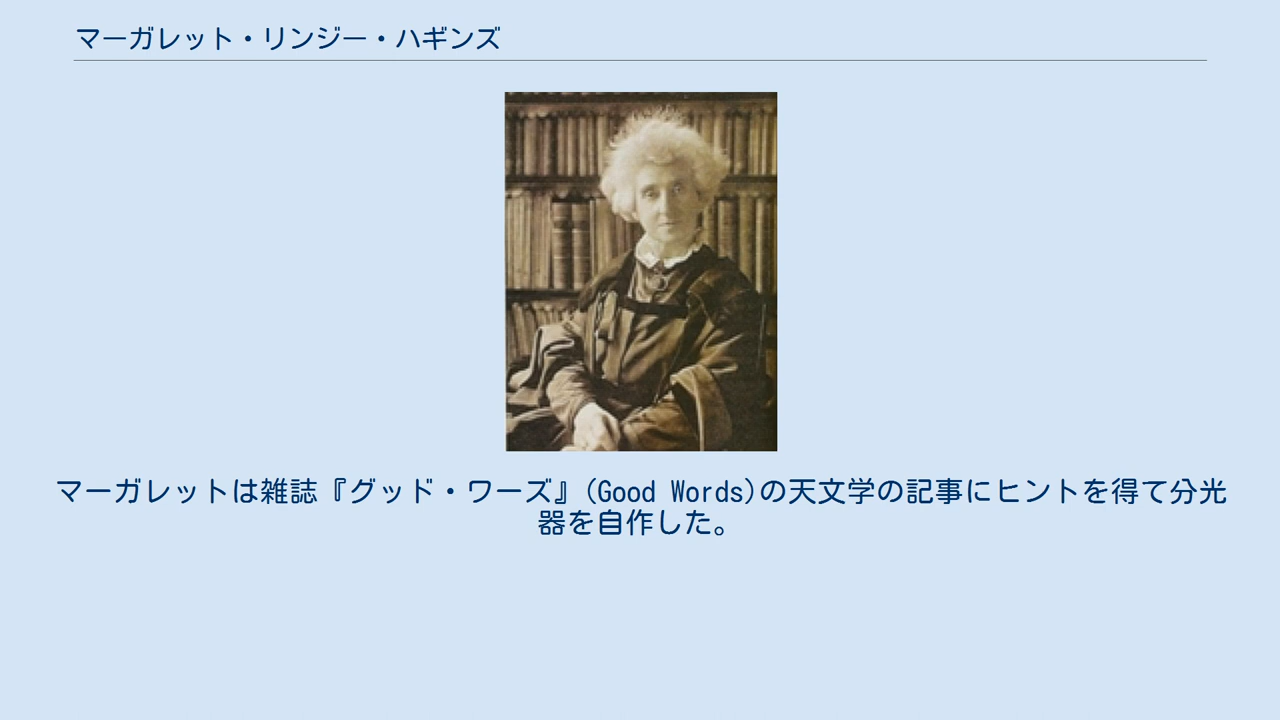 マーガレット・リンジー・ハギンズ
マーガレットは雑誌『グッド・ワーズ』(Good Words)の天文学の記事にヒントを得て分光
器を自作した。